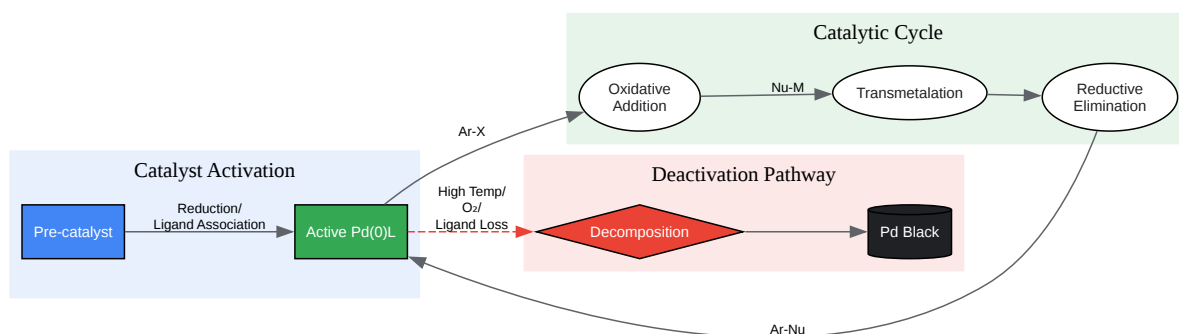 Catalytic Cycle
Oxidative
Addition
Nu-M
Transmetalation
Reductive
Elimination
Ar-X
Catalyst Activation
Pre-catalyst
Reduction/
Ligand Association
Active Pd(0)L
High Temp/
O₂/
Ligand Loss
Deactivation Pathway
Decomposition
Pd Black
Ar-Nu